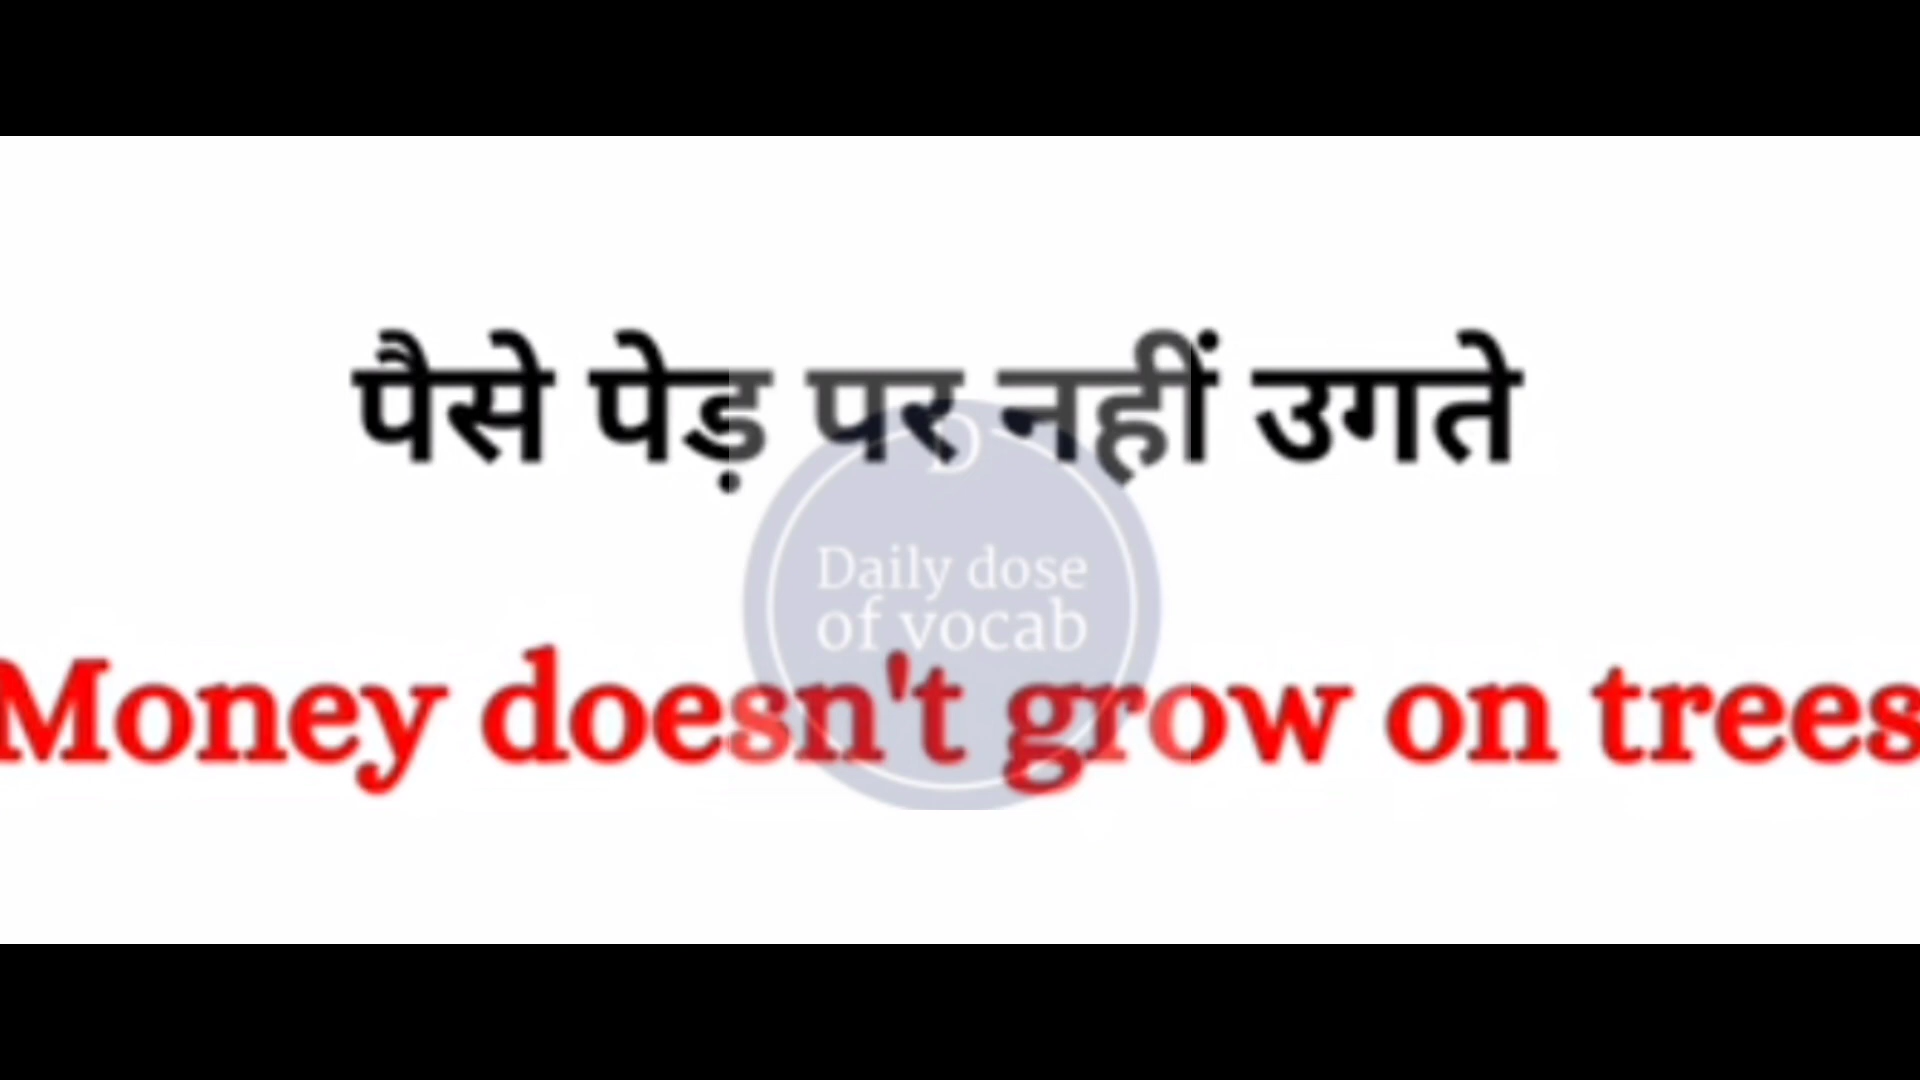 पैसे पेड़ पर नहीं उगते
D
Daily dose
of vocab
Money doesn't grow on trees